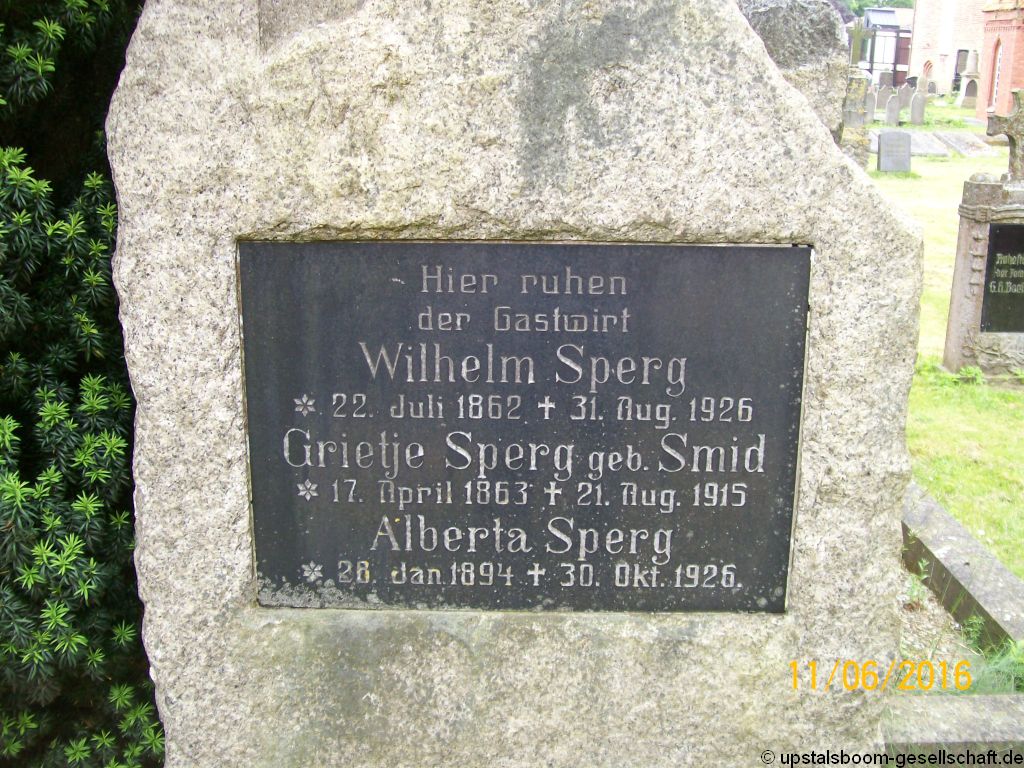 Hier ruhen
der Gastwirt
Wilhelm Sperg
* 22. Juli 1862 ✝ 31. Aug. 1926
Grietje Sperg geb. Smid
* 17. April 1863 ✝ 21. Aug. 1915
Alberta Sperg
* 28. Jan. 1894 ✝ 30. Okt. 1926.
der
11/06/2016
© upstalsboom-gesellschaft.de